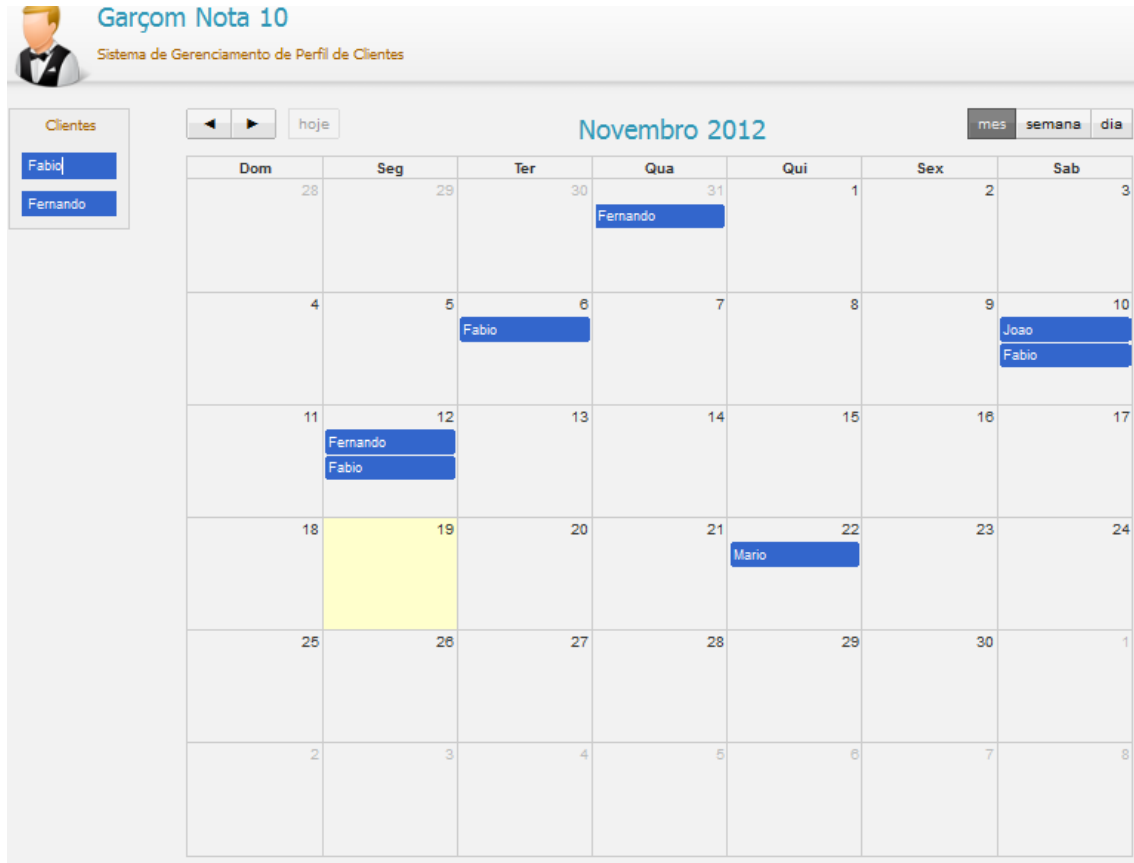 Garçom Nota 10
Sistema de Gerenciamento de Perfil de Clientes
Clientes
Fabio
Fernando
◄ ► hoje
Novembro 2012
mes semana dia
Dom Seg Ter Qua Qui Sex Sab
28 29 30 31 1 2 3
Fernando
4 5 6 7 8 9 10
Fabio Joao
Fabio
11 12 13 14 15 16 17
Fernando
Fabio
18 19 20 21 22 23 24
Mario
25 26 27 28 29 30 1
2 3 4 5 6 7 8